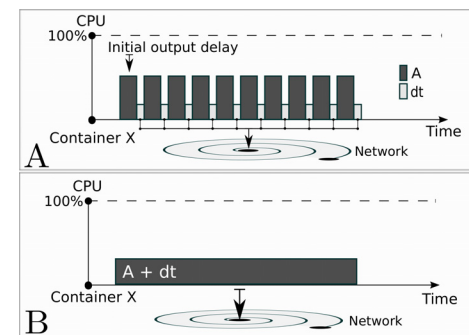 CPU
100%
Initial output delay
A
dt
Container X
Time
Network
A
CPU
100%
A + dt
Container X
Time
Network
B